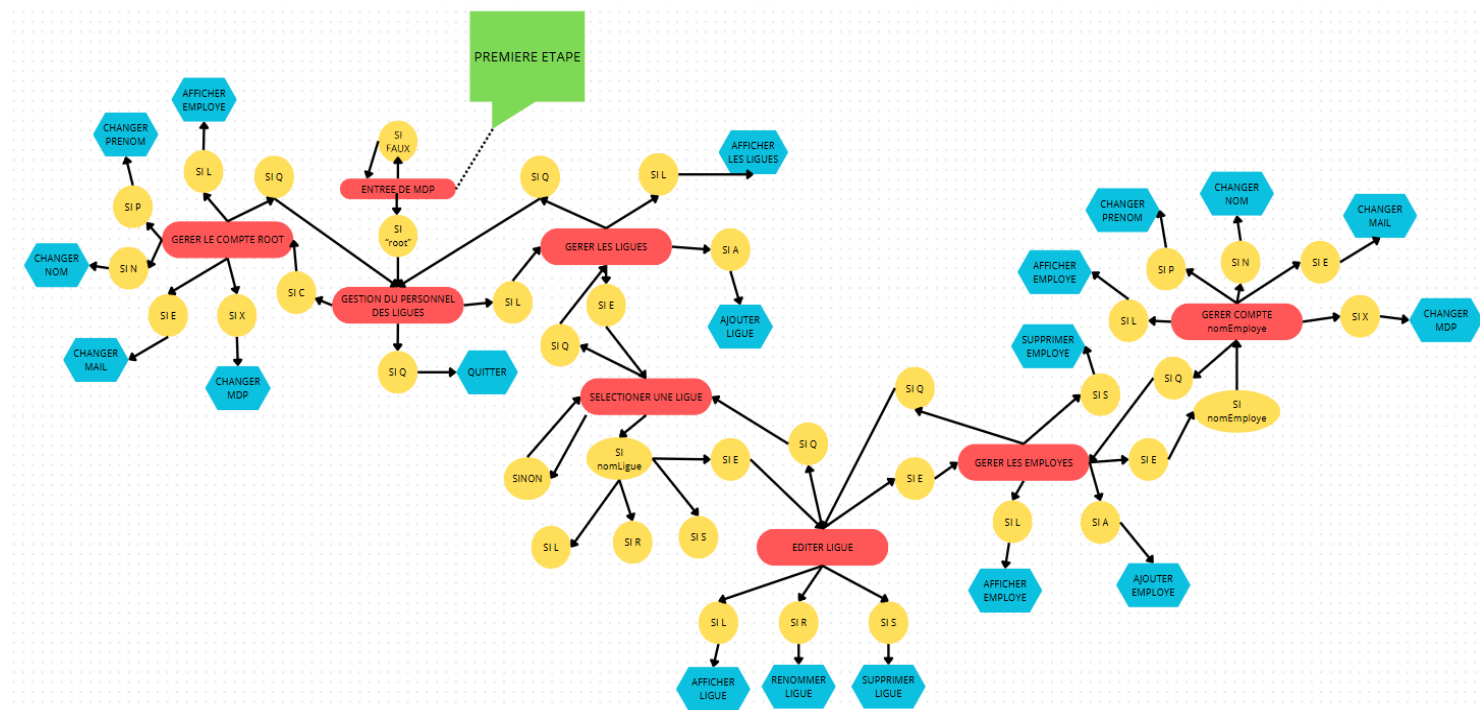 PREMIERE ETAPE
AFFICHER
EMPLOYE
CHANGER
PRENOM
SI
FAUX
AFFICHER
LES LIGUES
SI L
SI Q
ENTREE DE MDP
SI Q
SI L
CHANGER
PRENOM
CHANGER
NOM
CHANGER
MAIL
SI P
SI
"root"
GERER LE COMPTE ROOT
GERER LES LIGUES
SI A
CHANGER
NOM
SI N
SI C
GESTION DU PERSONNEL
DES LIGUES
SI L
SI E
AFFICHER
EMPLOYE
SI P
SI N
SI E
SI E
SI X
AJOUTER
LIGUE
SI L
GERER COMPTE
nomEmploye
SI X
CHANGER
MDP
CHANGER
MAIL
CHANGER
MDP
SI Q
QUITTER
SI Q
SUPPRIMER
EMPLOYE
SI Q
SELECTIONER UNE LIGUE
SI Q
SI S
SI
nomEmploye
SI
nomLigue
SI E
SI Q
SINON
SI E
GERER LES EMPLOYES
SI E
SI L
SI R
SI S
EDITER LIGUE
SI L
SI A
AFFICHER
EMPLOYE
AJOUTER
EMPLOYE
SI L
SI R
SI S
AFFICHER
LIGUE
RENOMMER
LIGUE
SUPPRIMER
LIGUE